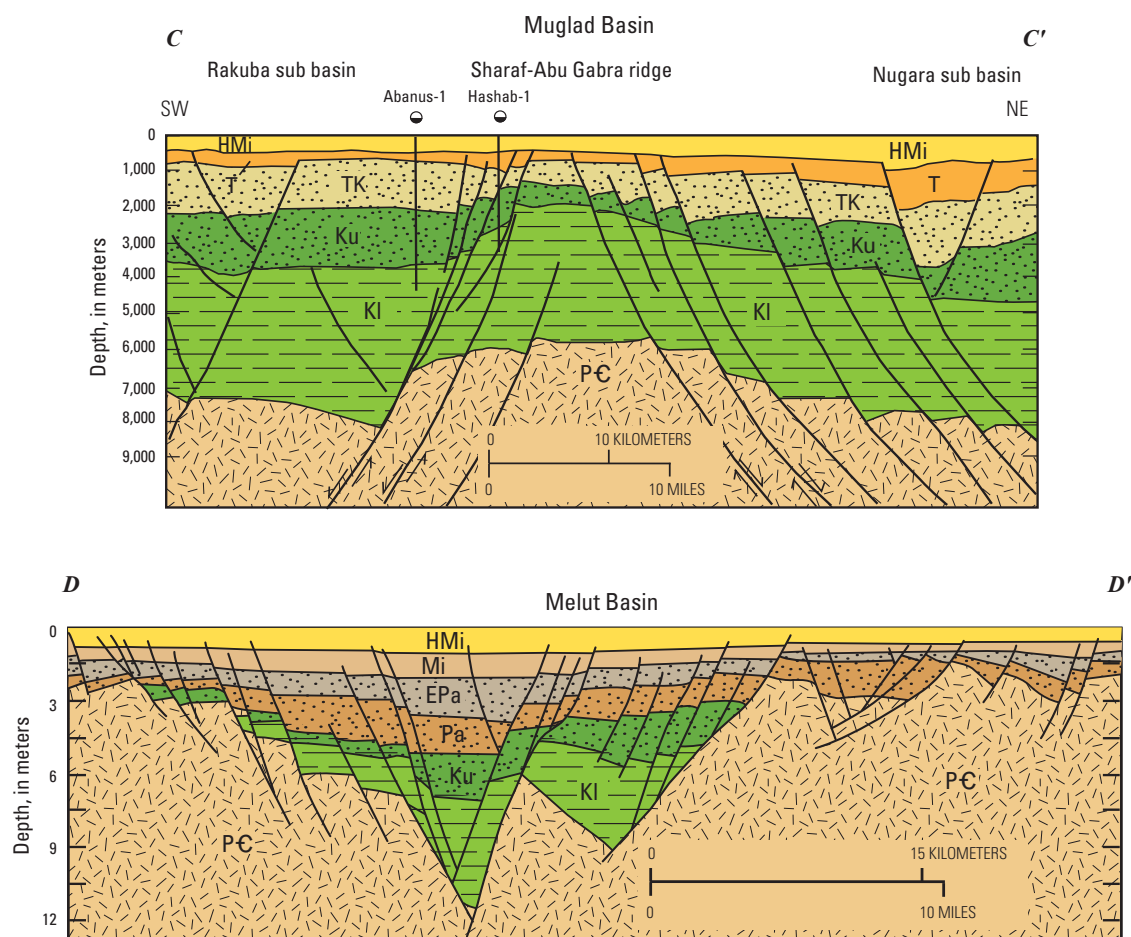 C
Muglad Basin
C'
Rakuba sub basin
Sharaf-Abu Gabra ridge
Nugara sub basin
Abanus-1
Hashab-1
SW
NE
Depth, in meters
0
1,000
2,000
3,000
4,000
5,000
6,000
7,000
8,000
9,000
HMi
HMi
T
TK
TK
T
Ku
Ku
Kl
Kl
PЄ
0
10 KILOMETERS
0
10 MILES
D
Melut Basin
D'
Depth, in meters
0
3
6
9
12
HMi
Mi
EPa
Pa
Ku
Kl
PЄ
PЄ
0
15 KILOMETERS
0
10 MILES